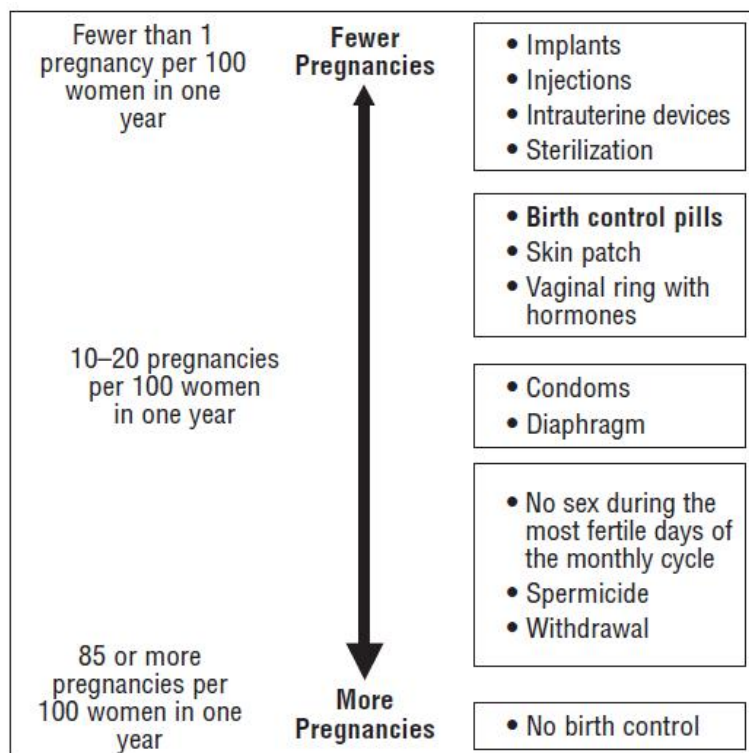 Fewer than 1
pregnancy per 100
women in one
year
Fewer
Pregnancies
• Implants
• Injections
• Intrauterine devices
• Sterilization
• Birth control pills
• Skin patch
• Vaginal ring with
hormones
10–20 pregnancies
per 100 women
in one year
• Condoms
• Diaphragm
• No sex during the
most fertile days of
the monthly cycle
• Spermicide
• Withdrawal
85 or more
pregnancies per
100 women in one
year
More
Pregnancies
• No birth control